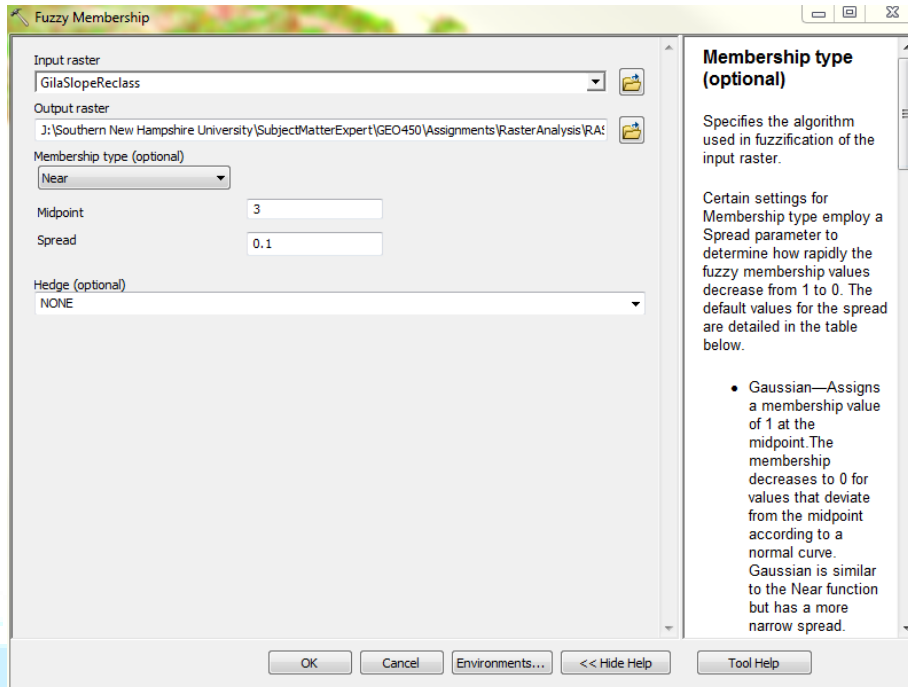 Fuzzy Membership
Input raster
GilaSlopeReclass
Output raster
J:\Southern New Hampshire University\SubjectMatterExpert\GEO450\Assignments\RasterAnalysis\RAS
Membership type (optional)
Near
Midpoint
3
Spread
0.1
Hedge (optional)
NONE
OK
Cancel
Environments...
<< Hide Help
Tool Help
Membership type
(optional)
Specifies the algorithm
used in fuzzification of the
input raster.
Certain settings for
Membership type employ a
Spread parameter to
determine how rapidly the
fuzzy membership values
decrease from 1 to 0. The
default values for the spread
are detailed in the table
below.
• Gaussian—Assigns
a membership value
of 1 at the
midpoint.The
membership
decreases to 0 for
values that deviate
from the midpoint
according to a
normal curve.
Gaussian is similar
to the Near function
but has a more
narrow spread.